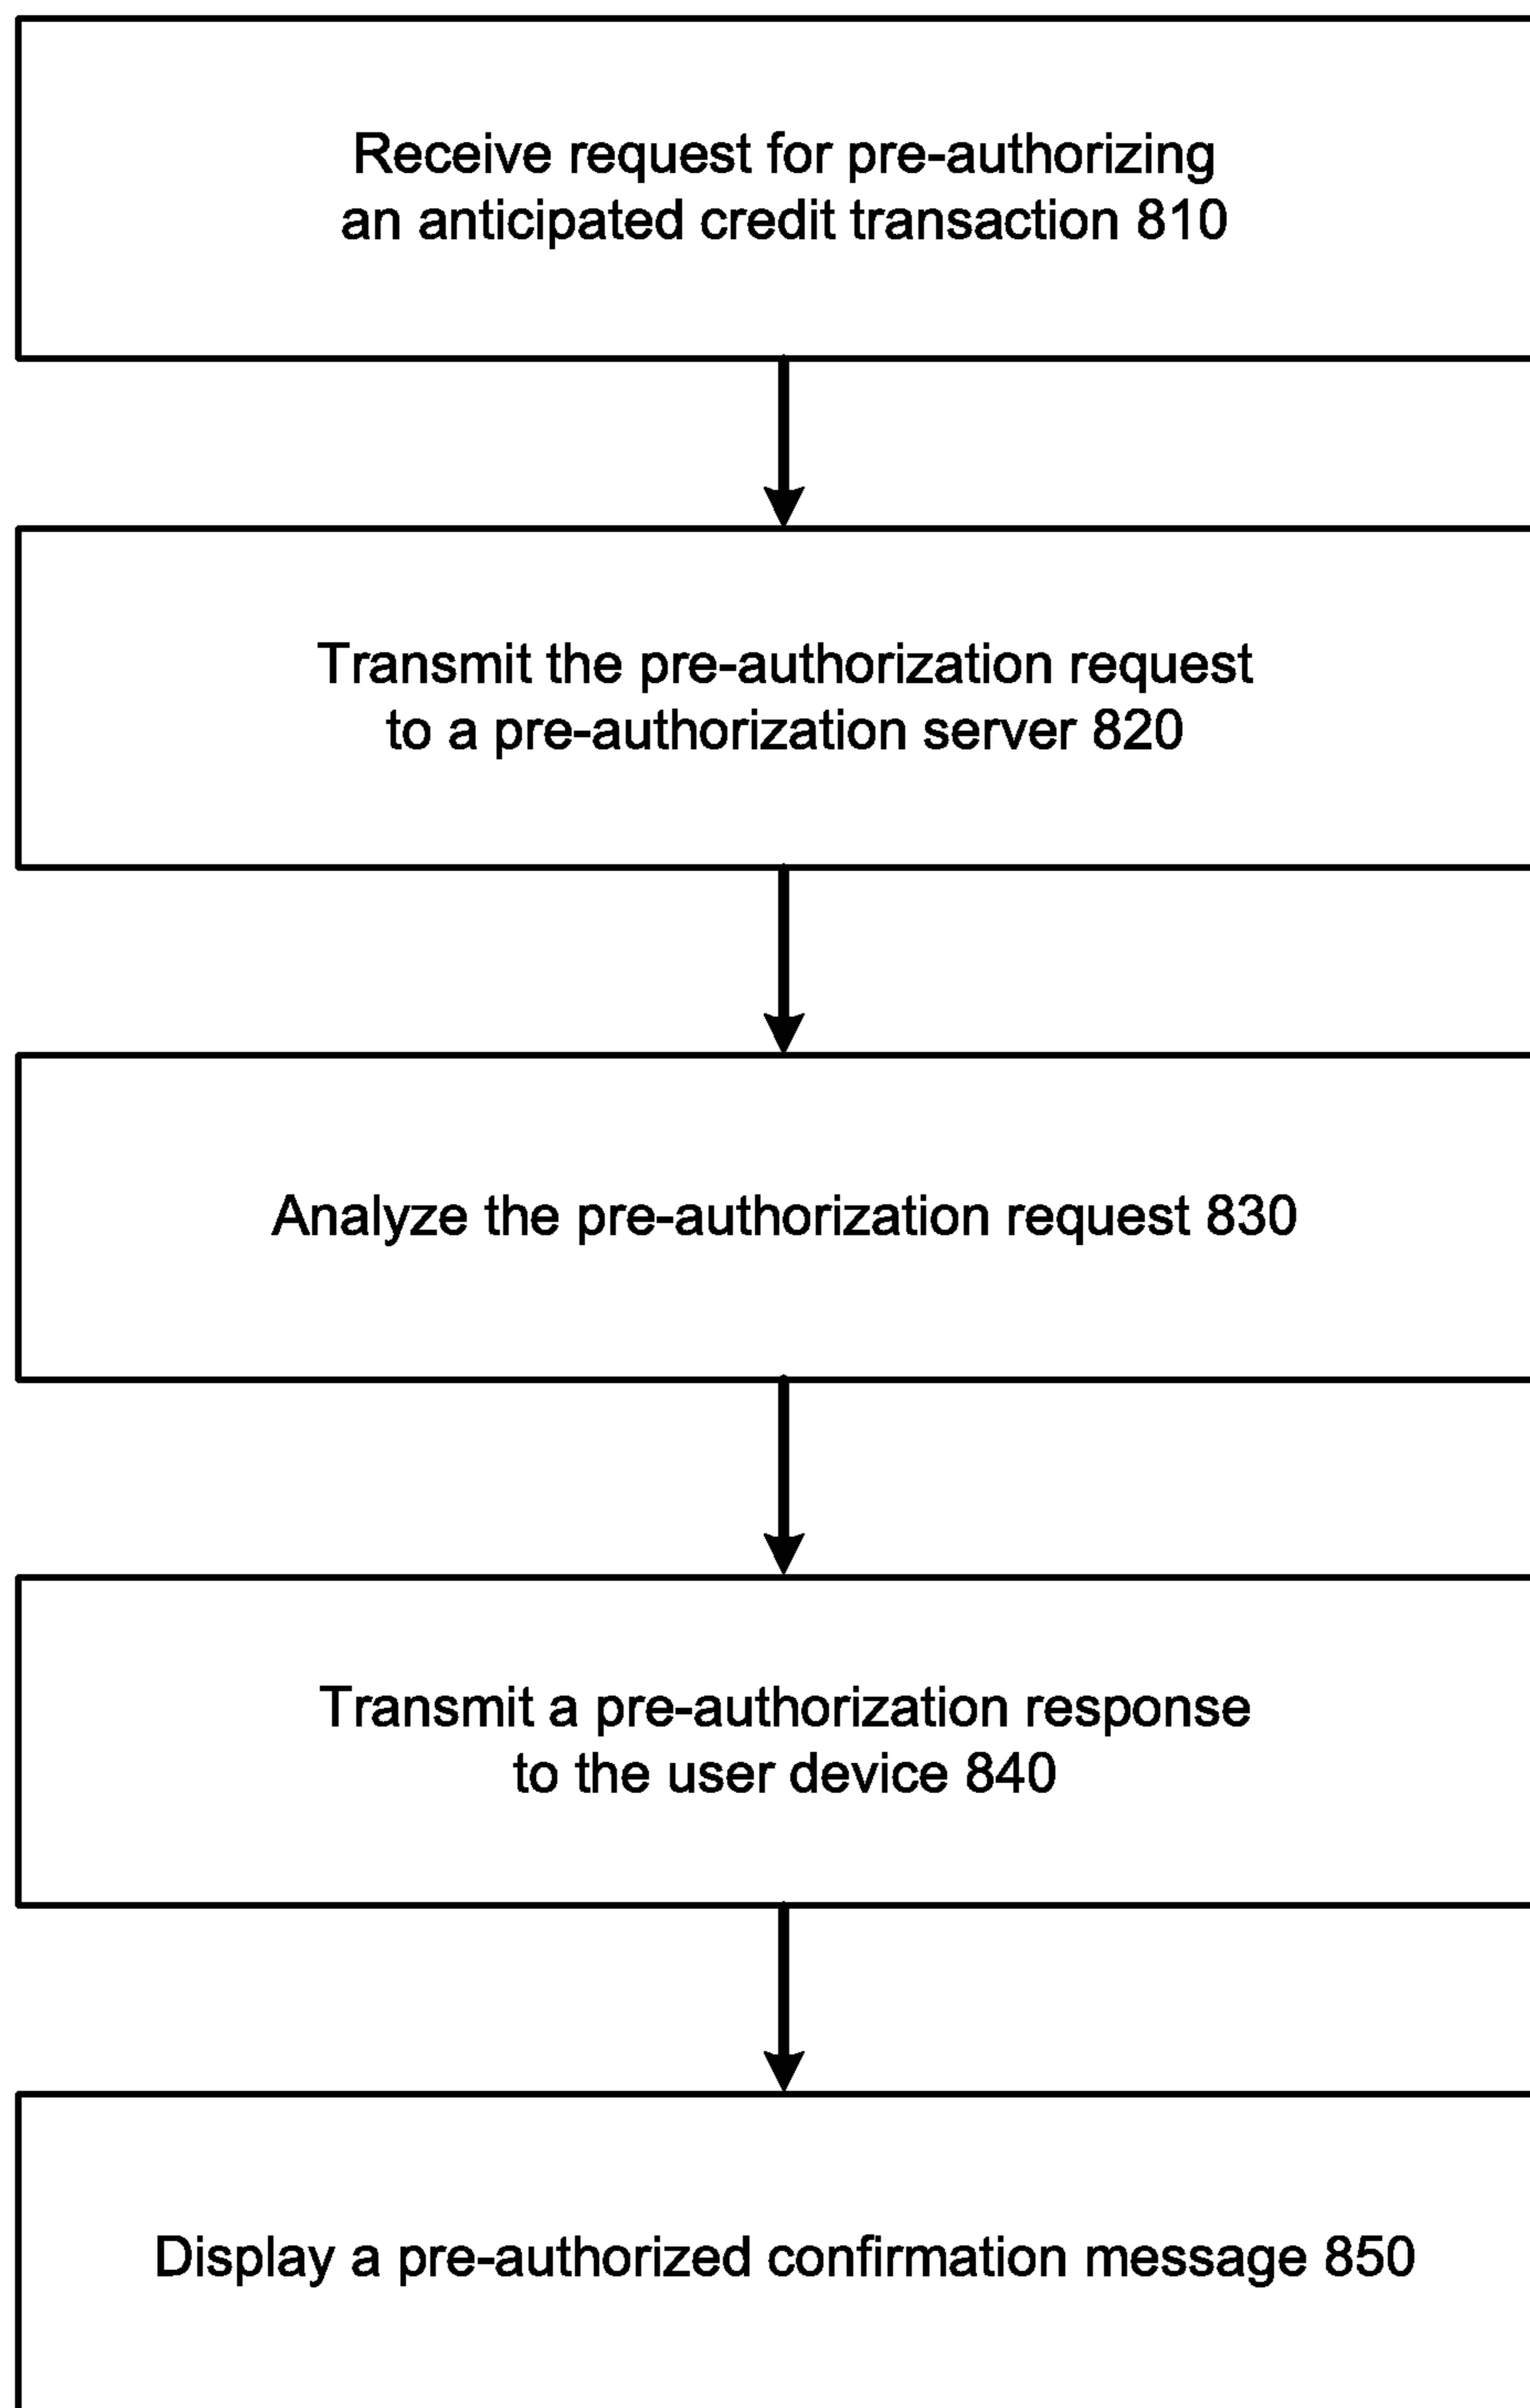 Receive request for pre-authorizing
an anticipated credit transaction 810
Transmit the pre-authorization request
to a pre-authorization server 820
Analyze the pre-authorization request 830
Transmit a pre-authorization response
to the user device 840
Display a pre-authorized confirmation message 850